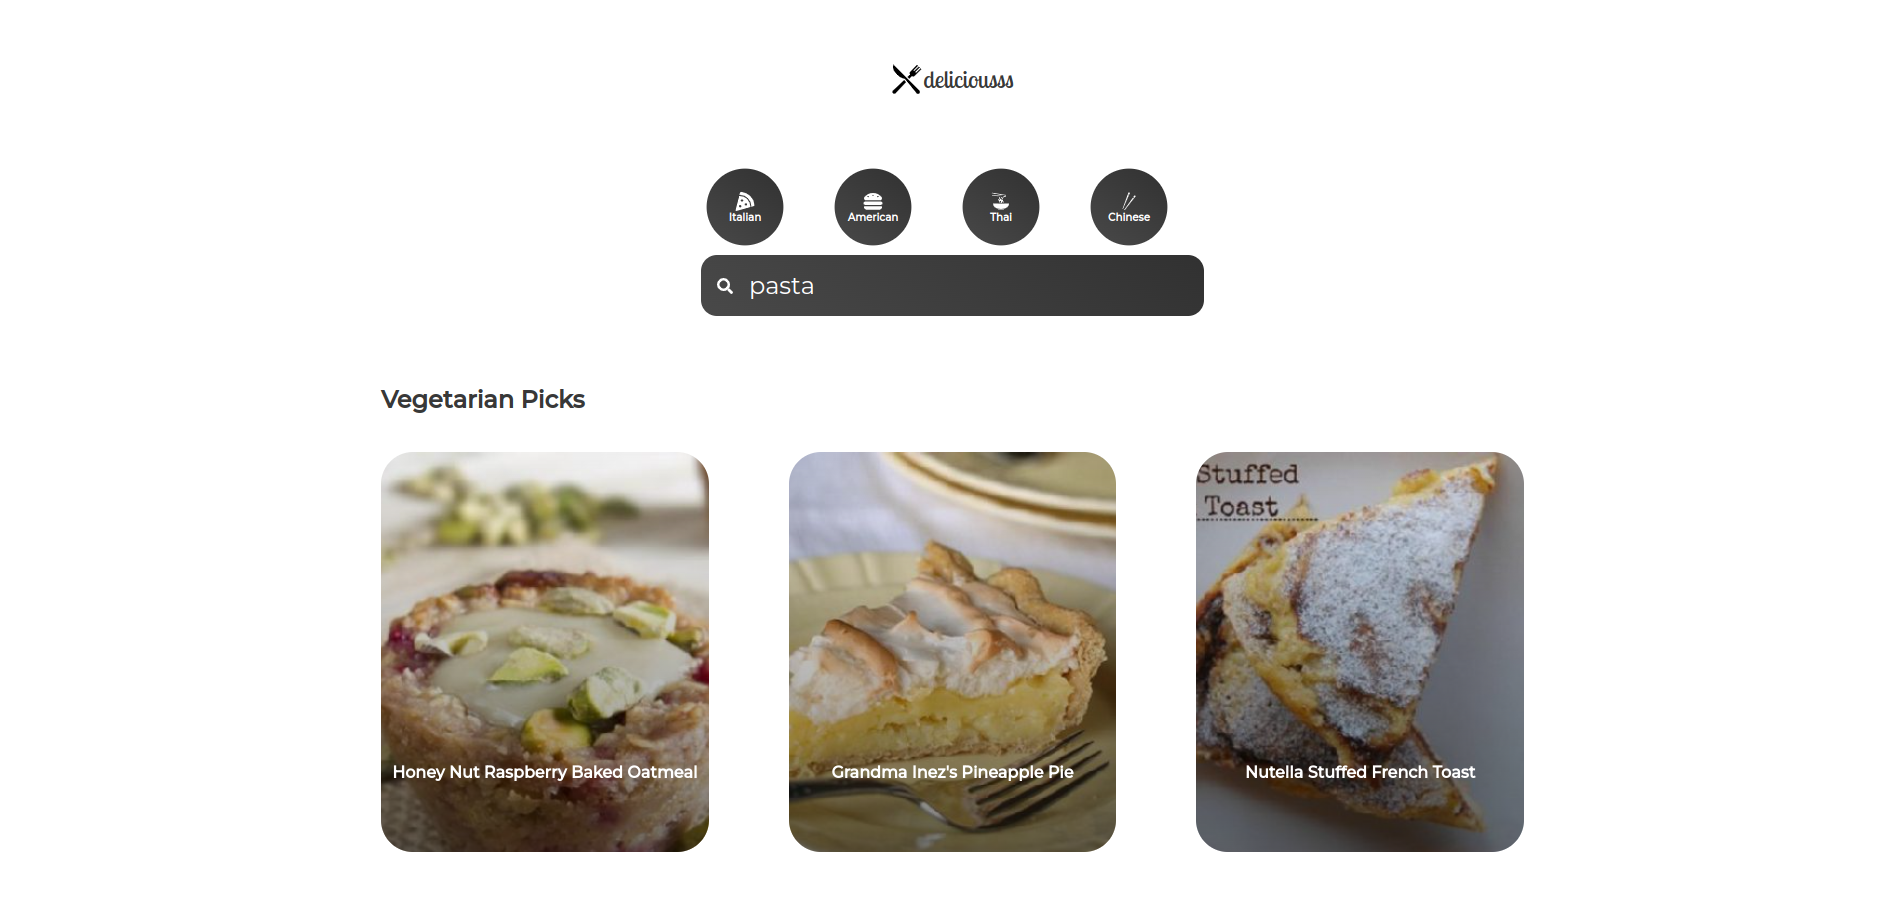 deliciousss
Italian
American
Thai
Chinese
pasta
Vegetarian Picks
Stuffed
Toast
Honey Nut Raspberry Baked Oatmeal
Grandma Inez's Pineapple Pie
Nutella Stuffed French Toast